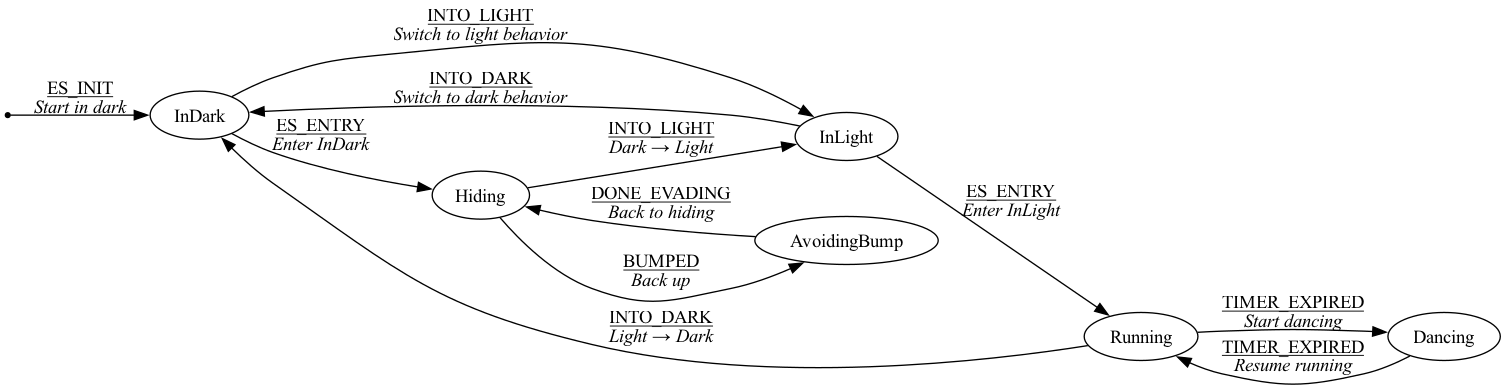 INTO_LIGHT
Switch to light behavior
INTO_DARK
Switch to dark behavior
ES_INIT
Start in dark
InDark
ES_ENTRY
Enter InDark
INTO_LIGHT
Dark → Light
InLight
Hiding
DONE_EVADING
Back to hiding
ES_ENTRY
Enter InLight
AvoidingBump
BUMPED
Back up
INTO_DARK
Light → Dark
Running
TIMER_EXPIRED
Start dancing
TIMER_EXPIRED
Resume running
Dancing